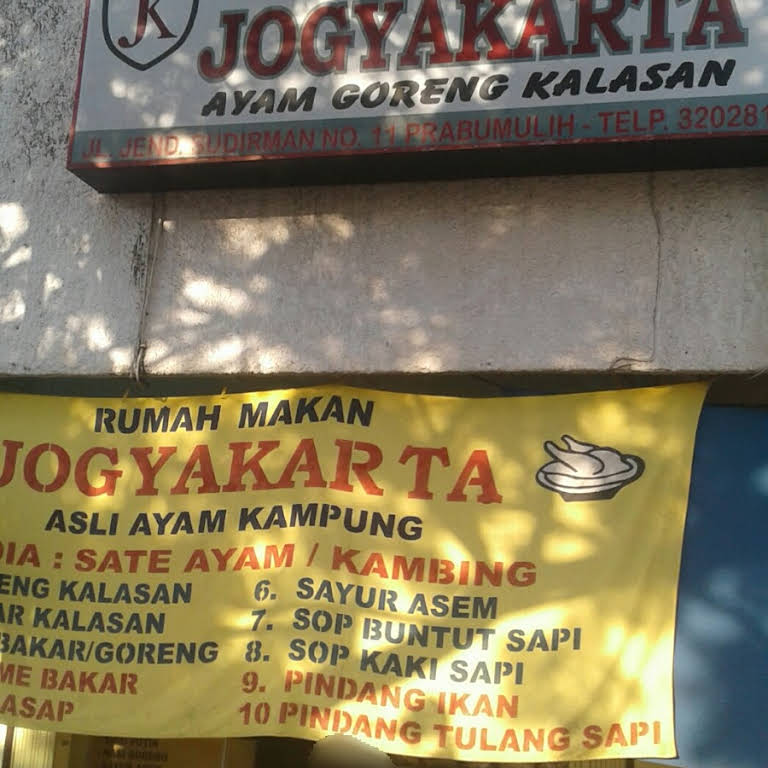 JK
JOGYAKARTA
AYAM GORENG KALASAN
JL. JEND. SUDIRMAN NO. 11 PRABUMULIH - TELP. 320281
RUMAH MAKAN
JOGYAKARTA
ASLI AYAM KAMPUNG
DIA : SATE AYAM / KAMBING
ENG KALASAN
AR KALASAN
BAKAR/GORENG
ME BAKAR
ASAP
6. SAYUR ASEM
7. SOP BUNTUT SAPI
8. SOP KAKI SAPI
9. PINDANG IKAN
10 PINDANG TULANG SAPI